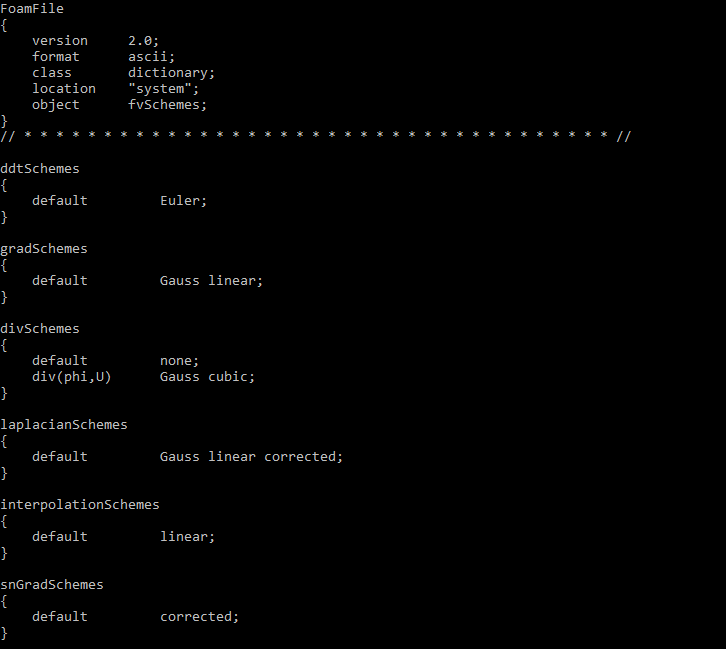 FoamFile
{
    version     2.0;
    format      ascii;
    class       dictionary;
    location    "system";
    object      fvSchemes;
}
// * * * * * * * * * * * * * * * * * * * * * * * * * * * * * * * * * * * * * //

ddtSchemes
{
    default         Euler;
}

gradSchemes
{
    default         Gauss linear;
}

divSchemes
{
    default         none;
    div(phi,U)      Gauss cubic;
}

laplacianSchemes
{
    default         Gauss linear corrected;
}

interpolationSchemes
{
    default         linear;
}

snGradSchemes
{
    default         corrected;
}